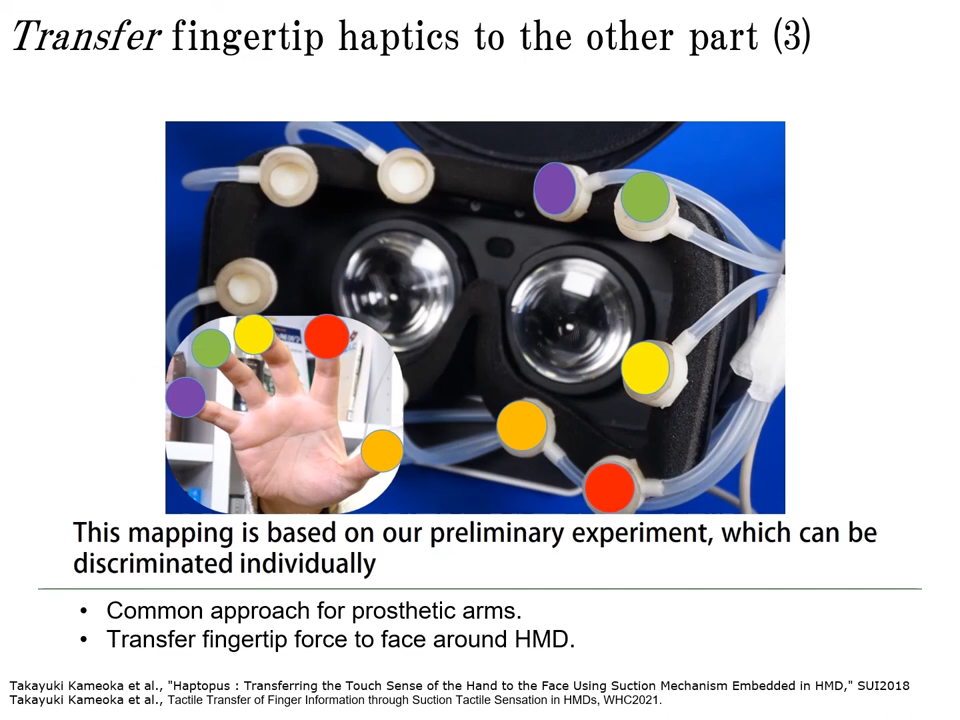 Transfer fingertip haptics to the other part (3)
This mapping is based on our preliminary experiment, which can be
discriminated individually
• Common approach for prosthetic arms.
• Transfer fingertip force to face around HMD.
Takayuki Kameoka et al., "Haptopus : Transferring the Touch Sense of the Hand to the Face Using Suction Mechanism Embedded in HMD," SUI2018
Takayuki Kameoka et al., Tactile Transfer of Finger Information through Suction Tactile Sensation in HMDs, WHC2021.